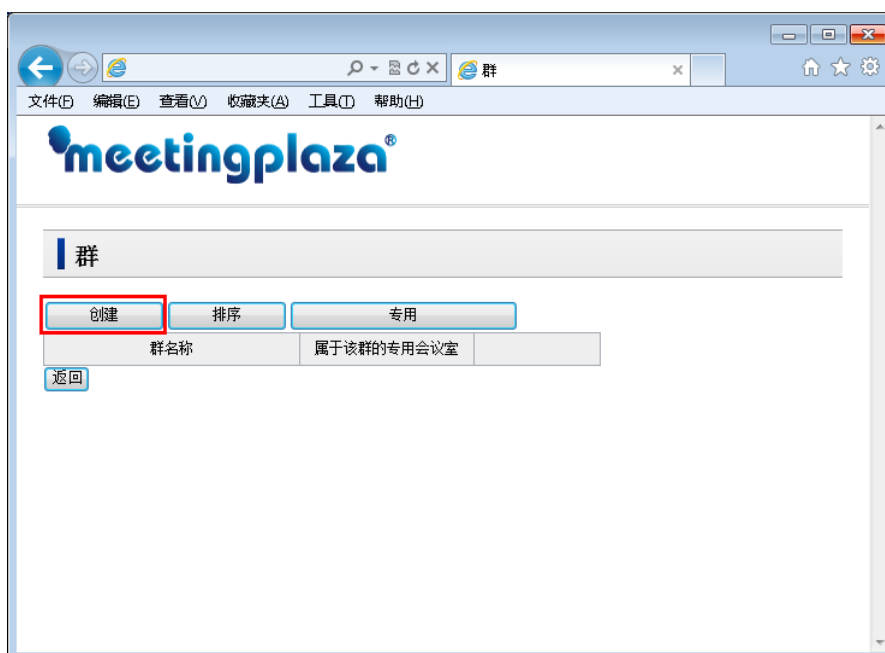 群
文件(F) 编辑(E) 查看(V) 收藏夹(A) 工具(T) 帮助(H)
meetingplaza®
群
创建 排序 专用
群名称 属于该群的专用会议室
返回